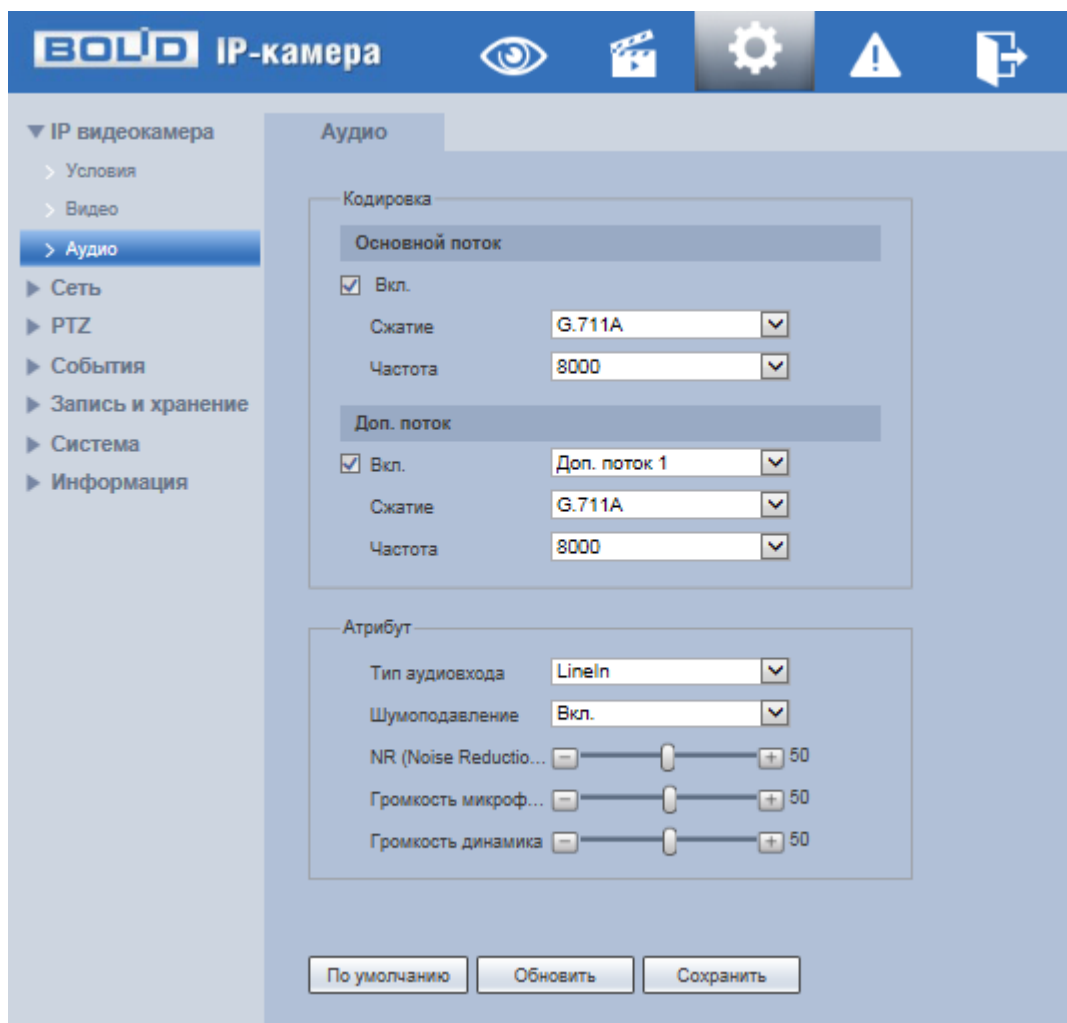 BOLID IP-камера
IP видеокамера
Условия
Видео
Аудио
Сеть
PTZ
События
Запись и хранение
Система
Информация
Аудио
Кодировка
Основной поток
Вкл.
Сжатие G.711A
Частота 8000
Доп. поток
Вкл. Доп. поток 1
Сжатие G.711A
Частота 8000
Атрибут
Тип аудиовхода LineIn
Шумоподавление Вкл.
NR (Noise Reductio... 50
Громкость микроф... 50
Громкость динамика 50
По умолчанию Обновить Сохранить